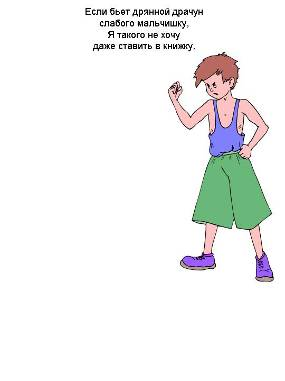 Если бьет дрянной драчун
слабого мальчишку,
Я такого не хочу
даже ставить в книжку.